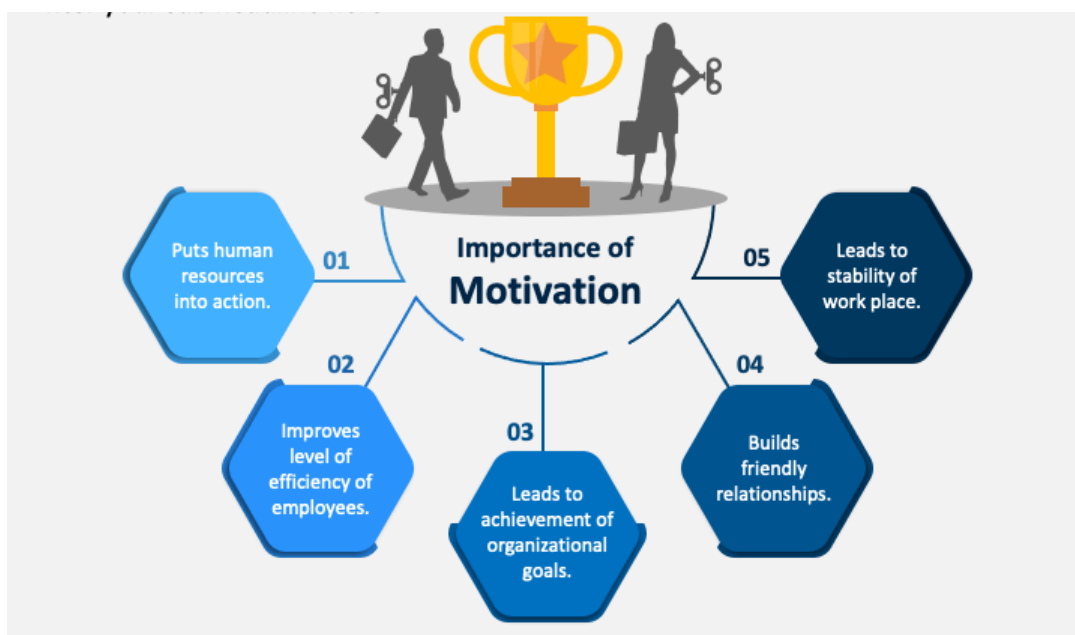 Importance of
Motivation
01
Puts human
resources
into action.
02
Improves
level of
efficiency of
employees.
03
Leads to
achievement of
organizational
goals.
04
Builds
friendly
relationships.
05
Leads to
stability of
work place.